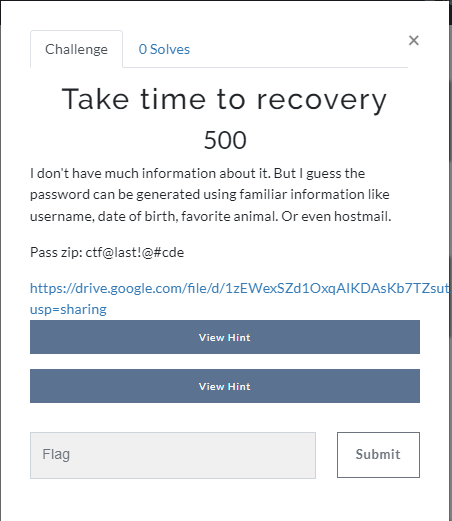 Challenge
0 Solves
×
Take time to recovery
500
I don't have much information about it. But I guess the
password can be generated using familiar information like
username, date of birth, favorite animal. Or even hostmail.
Pass zip: ctf@last!@#cde
https://drive.google.com/file/d/1zEWexSZd1OxqAIKDAsKb7TZsut
usp=sharing
View Hint
View Hint
Flag
Submit